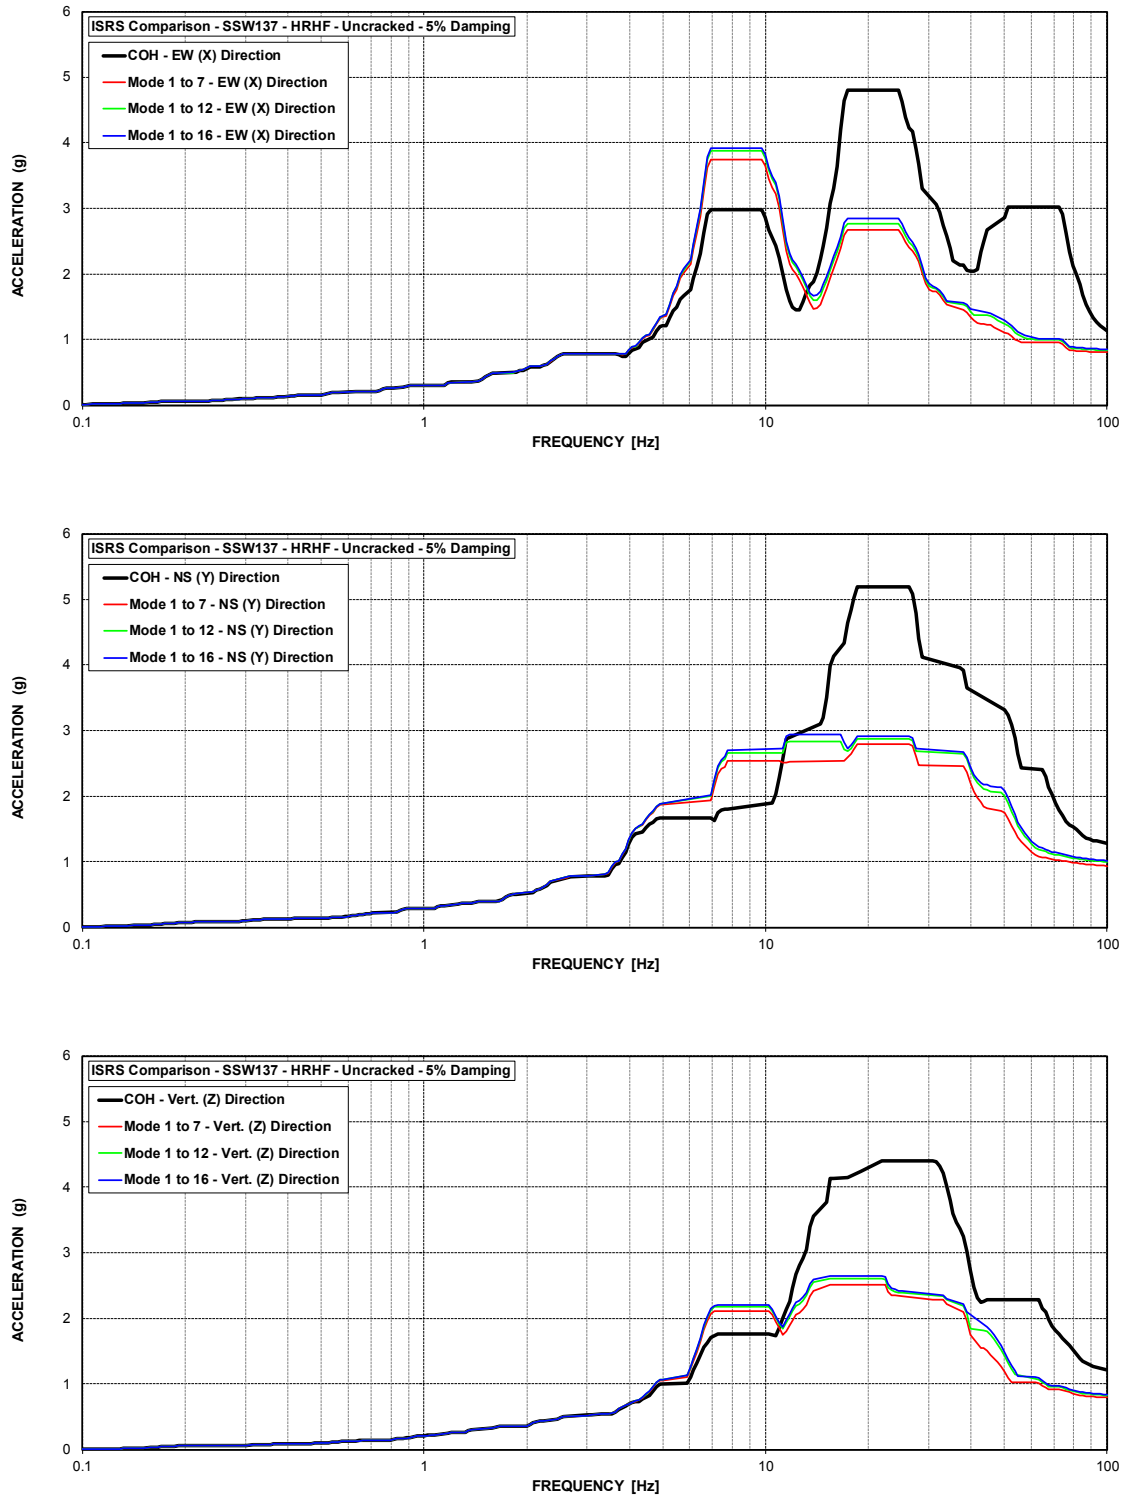 ISRS Comparison - SSW137 - HRHF - Uncracked - 5% Damping
COH - EW (X) Direction
Mode 1 to 7 - EW (X) Direction
Mode 1 to 12 - EW (X) Direction
Mode 1 to 16 - EW (X) Direction
ACCELERATION (g)
6
5
4
3
2
1
0
0.1
1
10
100
FREQUENCY [Hz]
ISRS Comparison - SSW137 - HRHF - Uncracked - 5% Damping
COH - NS (Y) Direction
Mode 1 to 7 - NS (Y) Direction
Mode 1 to 12 - NS (Y) Direction
Mode 1 to 16 - NS (Y) Direction
ACCELERATION (g)
6
5
4
3
2
1
0
0.1
1
10
100
FREQUENCY [Hz]
ISRS Comparison - SSW137 - HRHF - Uncracked - 5% Damping
COH - Vert. (Z) Direction
Mode 1 to 7 - Vert. (Z) Direction
Mode 1 to 12 - Vert. (Z) Direction
Mode 1 to 16 - Vert. (Z) Direction
ACCELERATION (g)
6
5
4
3
2
1
0
0.1
1
10
100
FREQUENCY [Hz]